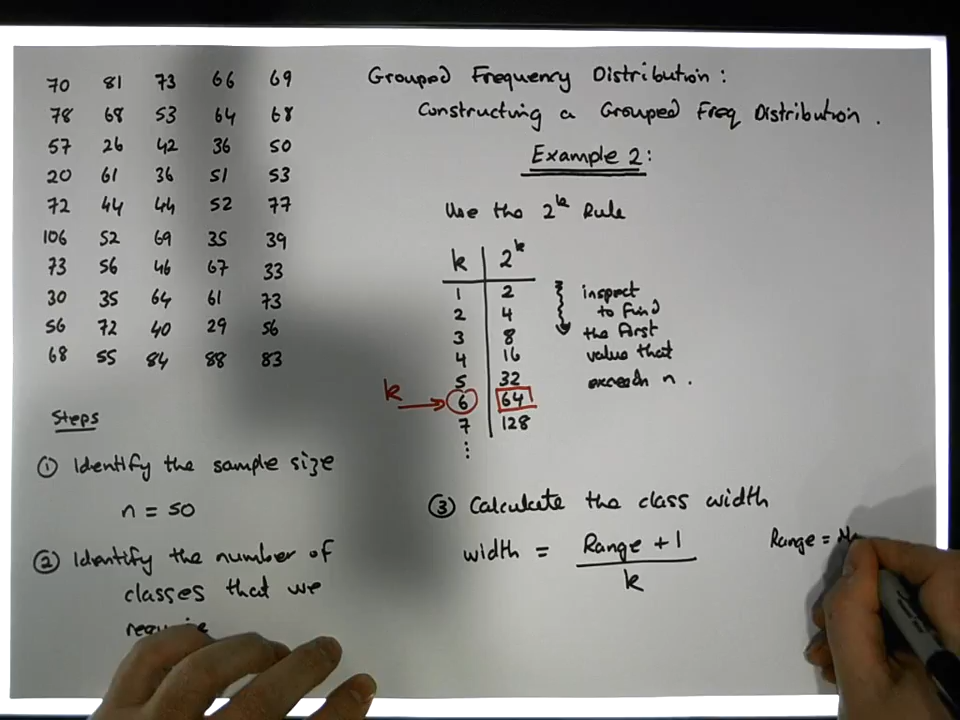 70 81 73 66 69
78 68 53 64 68
57 26 42 36 50
20 61 36 51 53
72 44 44 52 77
106 52 69 35 39
73 56 46 67 33
30 35 64 61 73
56 72 40 29 56
68 55 84 88 83
Steps
① Identify the sample size
n = 50
② Identify the number of
classes that we
require
Grouped Frequency Distribution :
Constructing a Grouped Freq Distribution .
Example 2 :
Use the 2^k Rule
k 2^k
1 2
2 4
3 8
4 16
5 32
k → 6 64
7 128
⋮
inspect
to find
the first
value that
exceeds n .
③ Calculate the class width
width = (Range + 1) / k
Range =